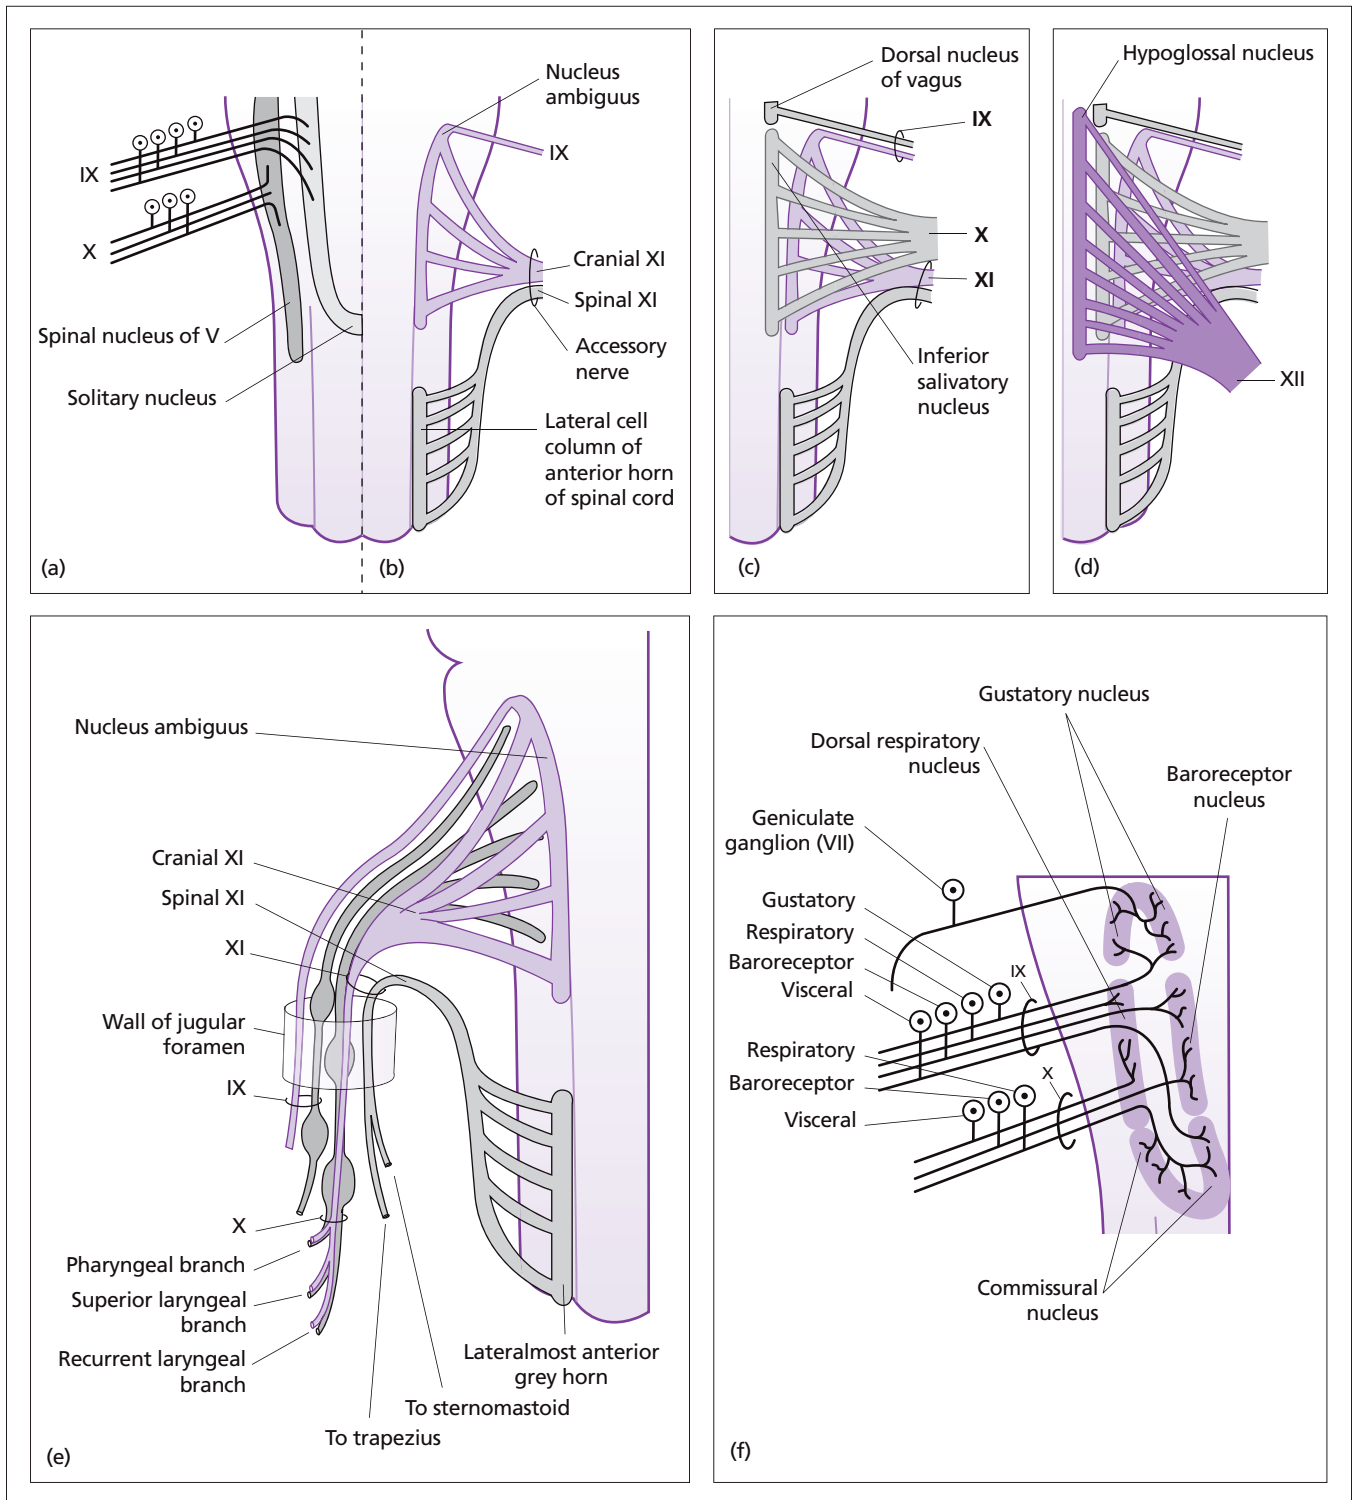 Nucleus
ambiguus
IX
IX
X
Cranial XI
Spinal XI
Spinal nucleus of V
Accessory
nerve
Solitary nucleus
Lateral cell
column of
anterior horn
of spinal cord
(a)
(b)
Dorsal nucleus
of vagus
IX
X
XI
Inferior
salivatory
nucleus
(c)
Hypoglossal nucleus
XII
(d)
Nucleus ambiguus
Cranial XI
Spinal XI
XI
Wall of jugular
foramen
IX
X
Pharyngeal branch
Superior laryngeal
branch
Recurrent laryngeal
branch
Lateralmost anterior
grey horn
To sternomastoid
To trapezius
(e)
Gustatory nucleus
Dorsal respiratory
nucleus
Baroreceptor
nucleus
Geniculate
ganglion (VII)
Gustatory
Respiratory
Baroreceptor
Visceral
IX
Respiratory
Baroreceptor
Visceral
X
Commissural
nucleus
(f)